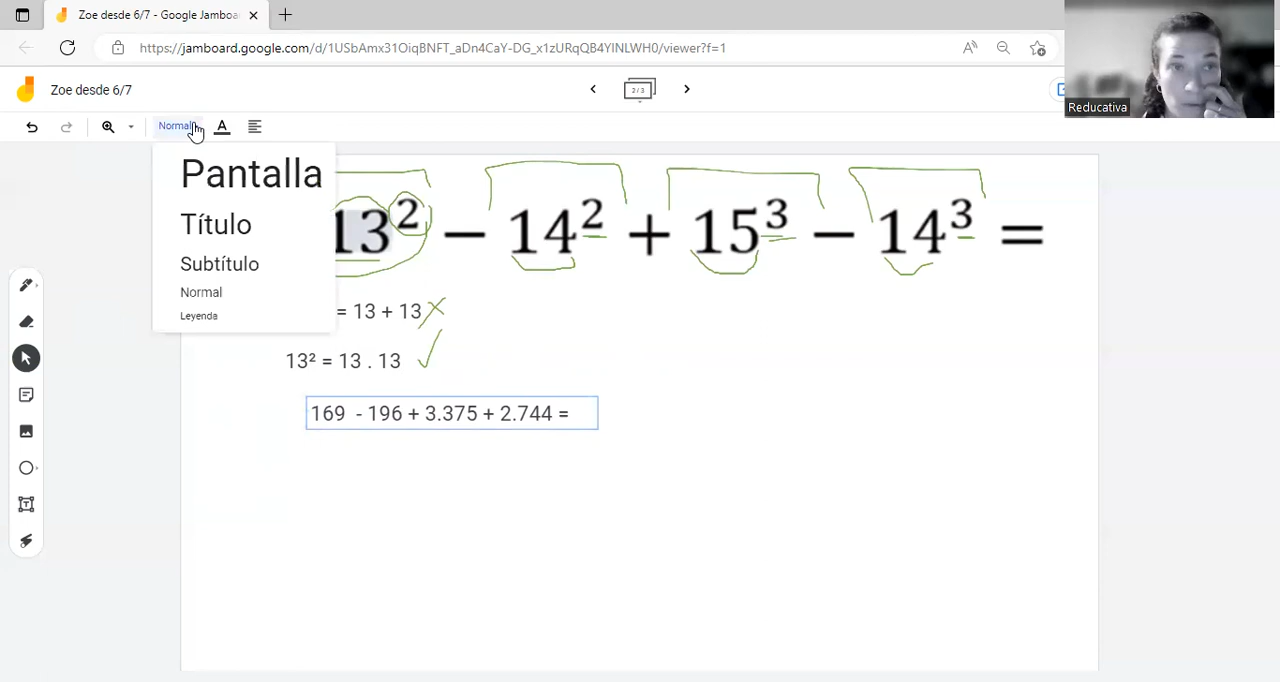 Zoe desde 6/7 - Google Jamboa
https://jamboard.google.com/d/1USbAmx31OiqBNFT_aDn4CaY-DG_x1zURqQB4YINLWH0/viewer?f=1
Zoe desde 6/7
2 / 3
Reducativa
Normal
Pantalla
Título
Subtítulo
Normal
Leyenda
13² − 14² + 15³ − 14³ =
= 13 + 13
13² = 13 . 13
169 - 196 + 3.375 + 2.744 =